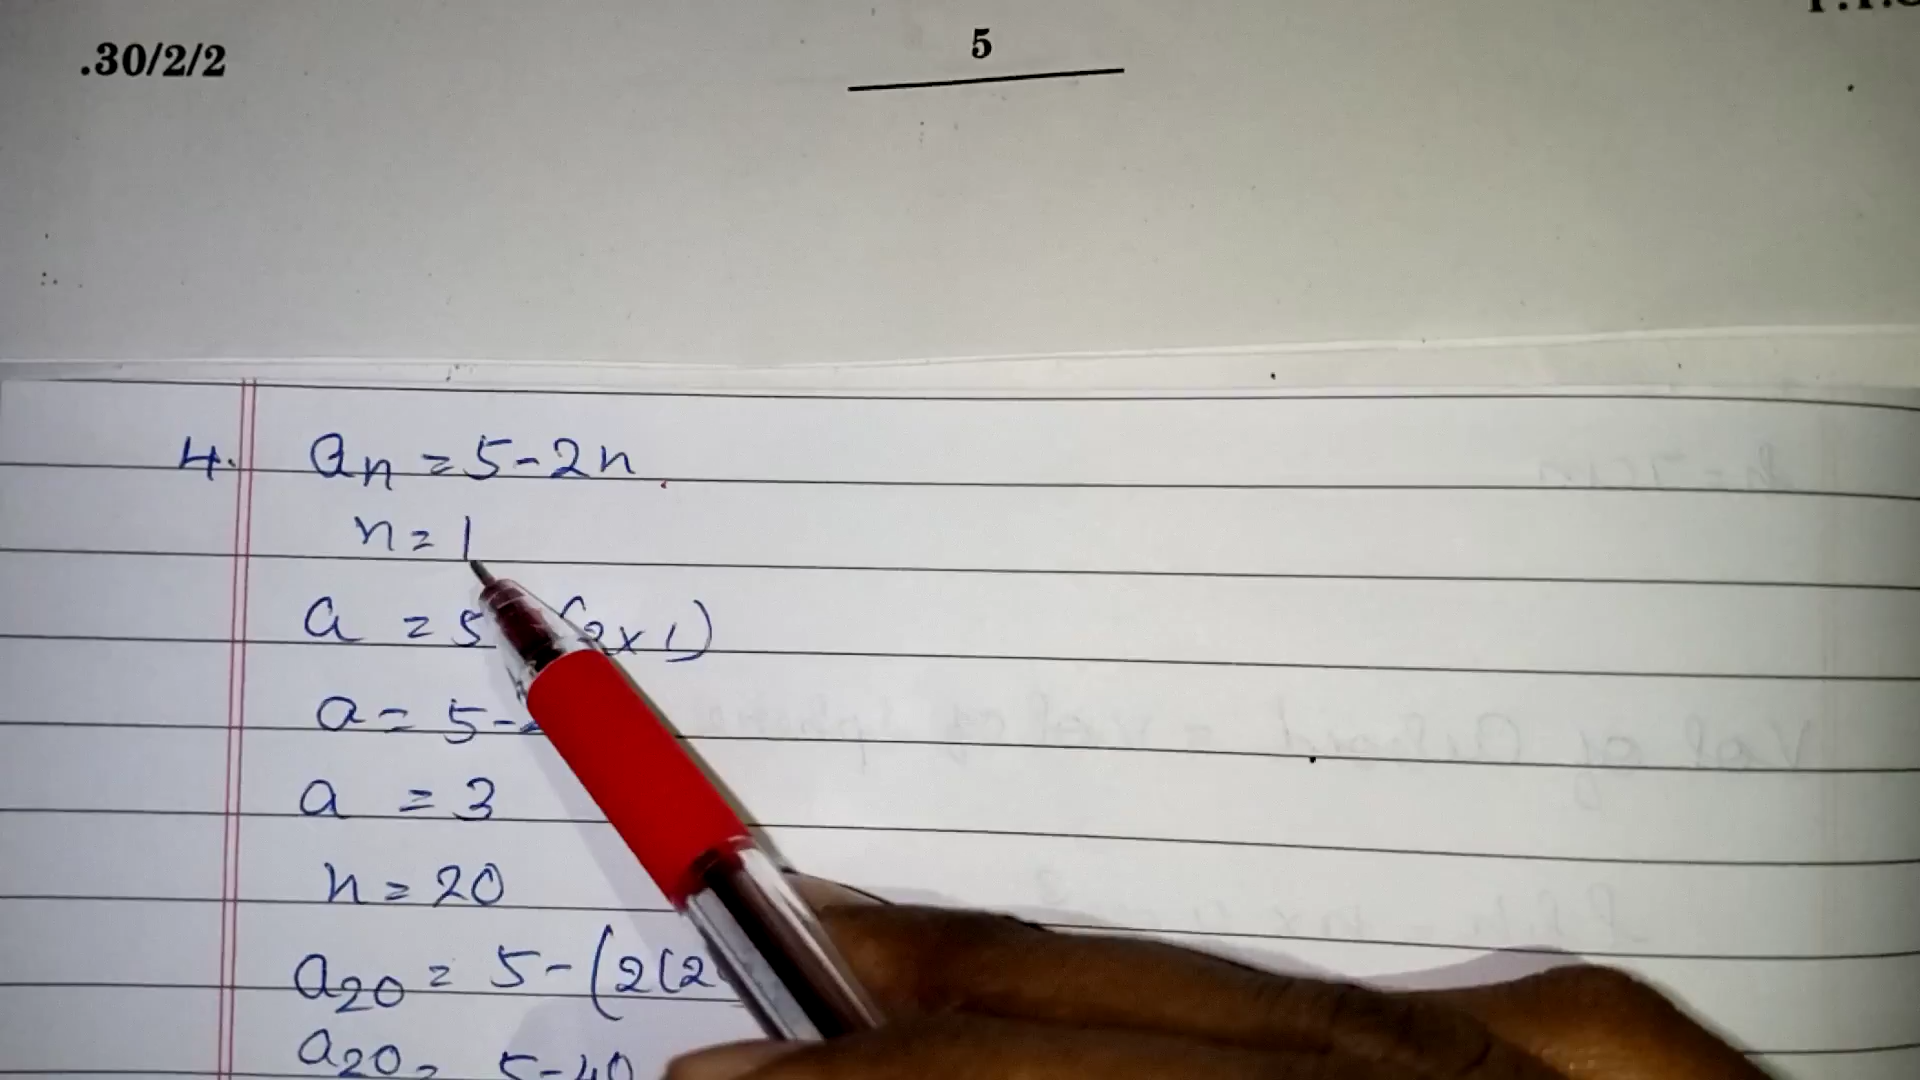 .30/2/2
5
4. aₙ = 5-2n
n = 1
a = 5 (2x1)
a = 5-
a = 3
n = 20
a₂₀ = 5-(2(2
a₂₀ = 5-40